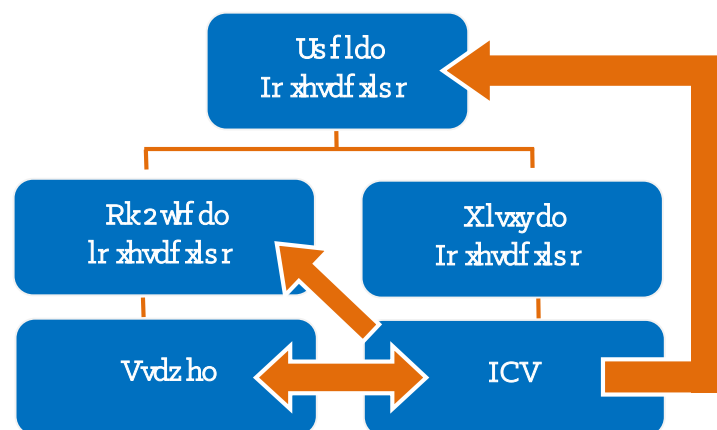 Usfldo
Irxhvdfxlsr
Rk2wlfdo
lrxhvdfxlsr
Xlvxydo
Irxhvdfxlsr
Vvdzho
ICV